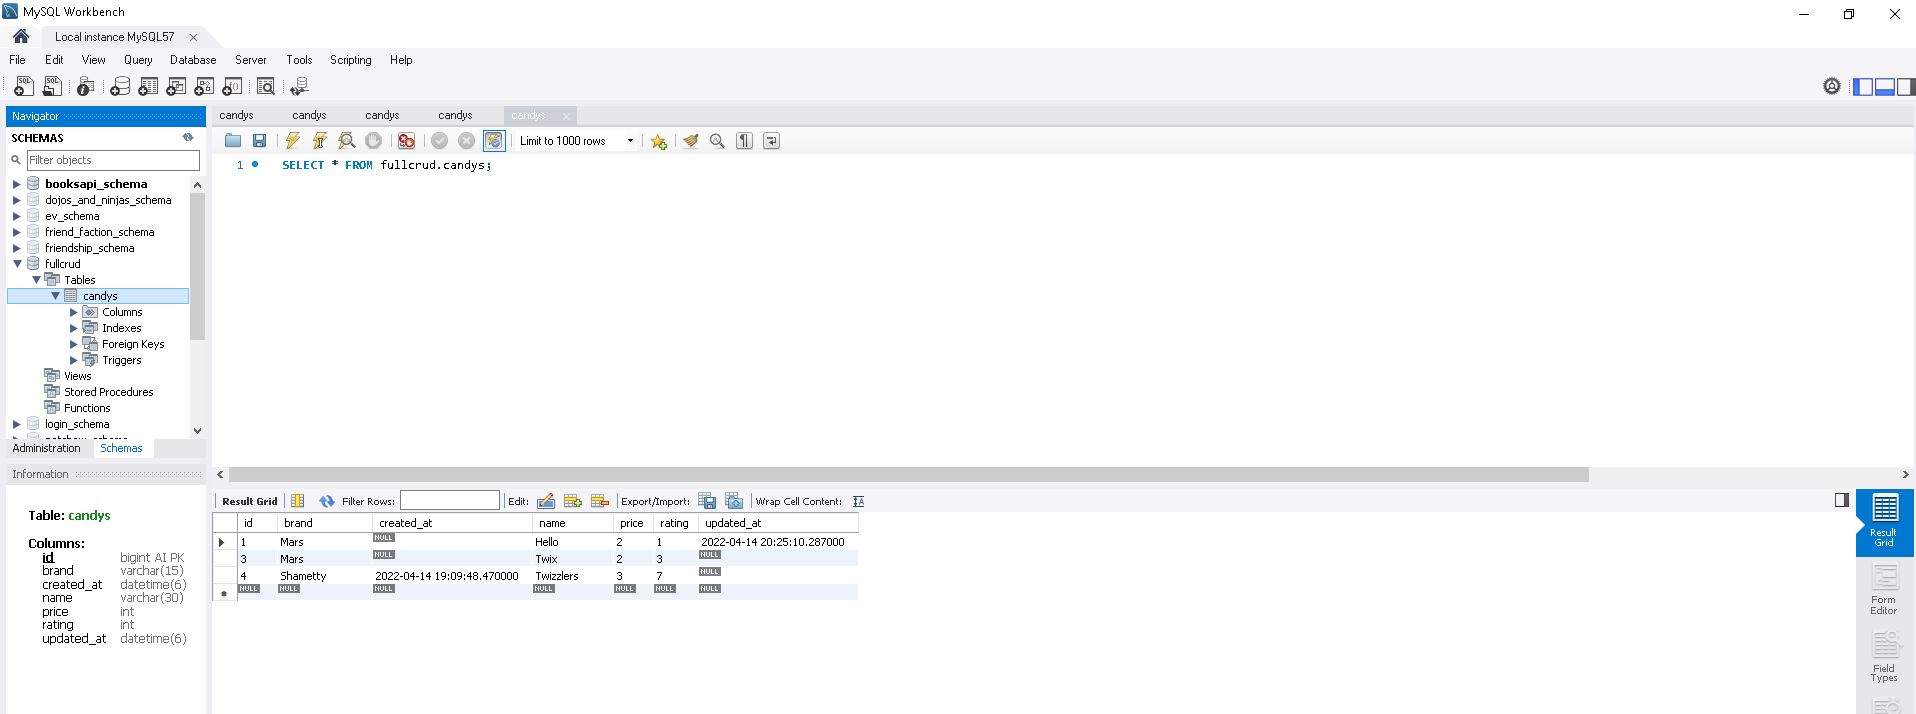 MySQL Workbench
Local instance MySQL57
File Edit View Query Database Server Tools Scripting Help
Navigator
SCHEMAS
Filter objects
booksapi_schema
dojos_and_ninjas_schema
ev_schema
friend_faction_schema
friendship_schema
fullcrud
Tables
candys
Columns
Indexes
Foreign Keys
Triggers
Views
Stored Procedures
Functions
login_schema
Administration Schemas
Information
Table: candys
Columns:
id bigint AI PK
brand varchar(15)
created_at datetime(6)
name varchar(30)
price int
rating int
updated_at datetime(6)
candys candys candys candys candys
Limit to 1000 rows
1 SELECT * FROM fullcrud.candys;
Result Grid Filter Rows: Edit: Export/Import: Wrap Cell Content:
id brand created_at name price rating updated_at
1 Mars NULL Hello 2 1 2022-04-14 20:25:10.287000
3 Mars NULL Twix 2 3 NULL
4 Shametty 2022-04-14 19:09:48.470000 Twizzlers 3 7 NULL
NULL NULL NULL NULL NULL NULL NULL
Result
Grid
Form
Editor
Field
Types